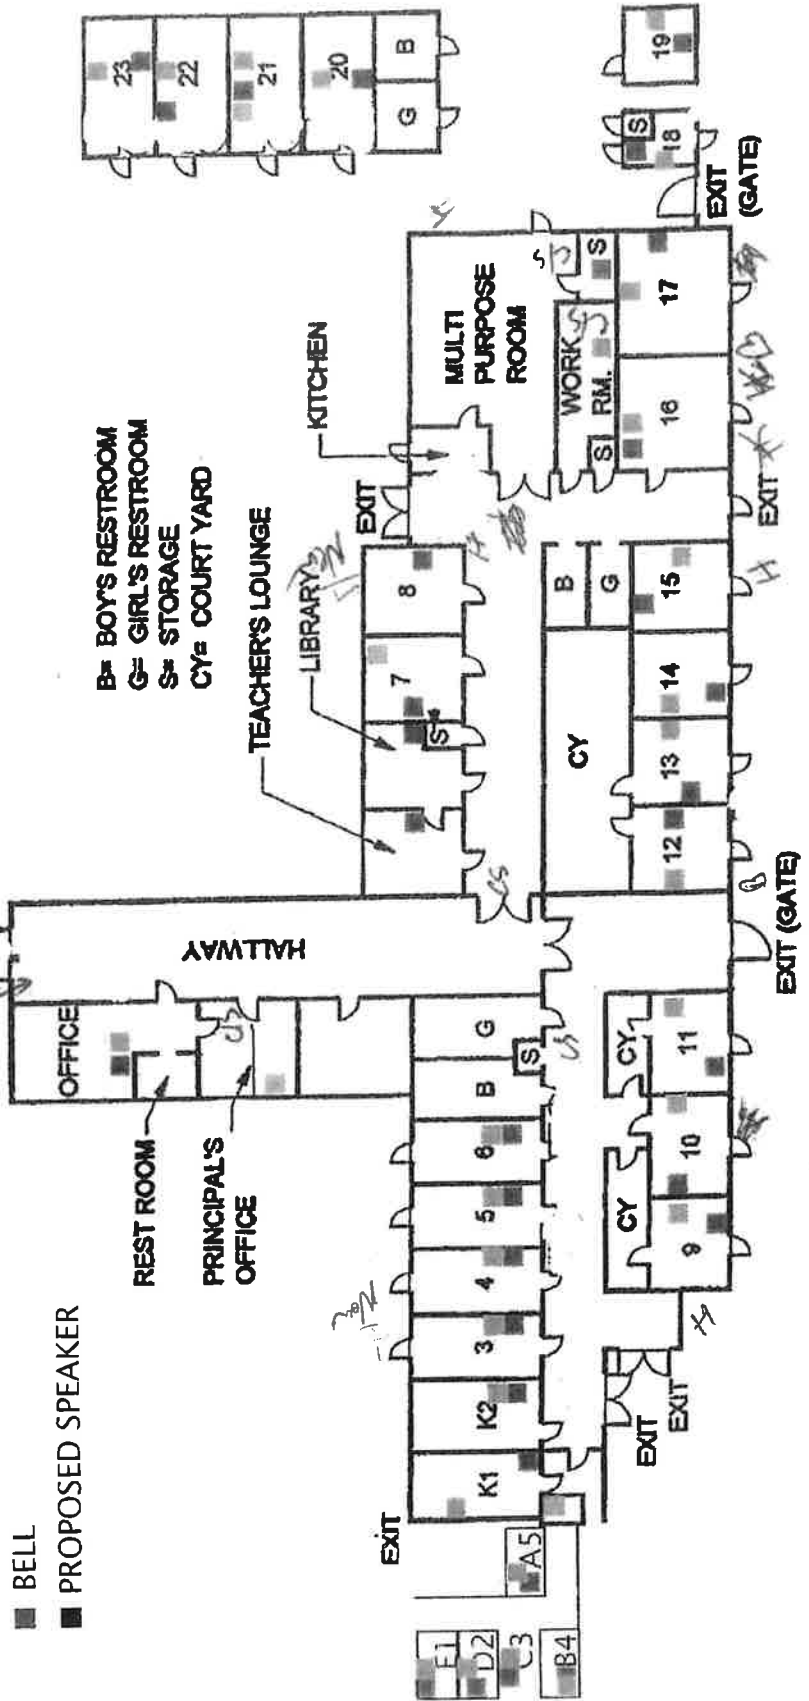 BELL
PROPOSED SPEAKER
B= BOY'S RESTROOM
G= GIRL'S RESTROOM
S= STORAGE
CY= COURT YARD
OFFICE
REST ROOM
PRINCIPAL'S
OFFICE
HALLWAY
TEACHER'S LOUNGE
LIBRARY
KITCHEN
EXIT
MULTI
PURPOSE
ROOM
WORK
RM.
S
S
S
S
23
22
21
20
B
G
19
S
18
EXIT
(GATE)
EXIT
K1
K2
3
4
5
6
B
G
S
7
8
S
B
G
CY
CY
CY
9
10
11
12
13
14
15
16
17
H
H
H
CS
CS
CS
B
EXIT
EXIT
EXIT
EXIT (GATE)
E1
D2
C3
B4
A5